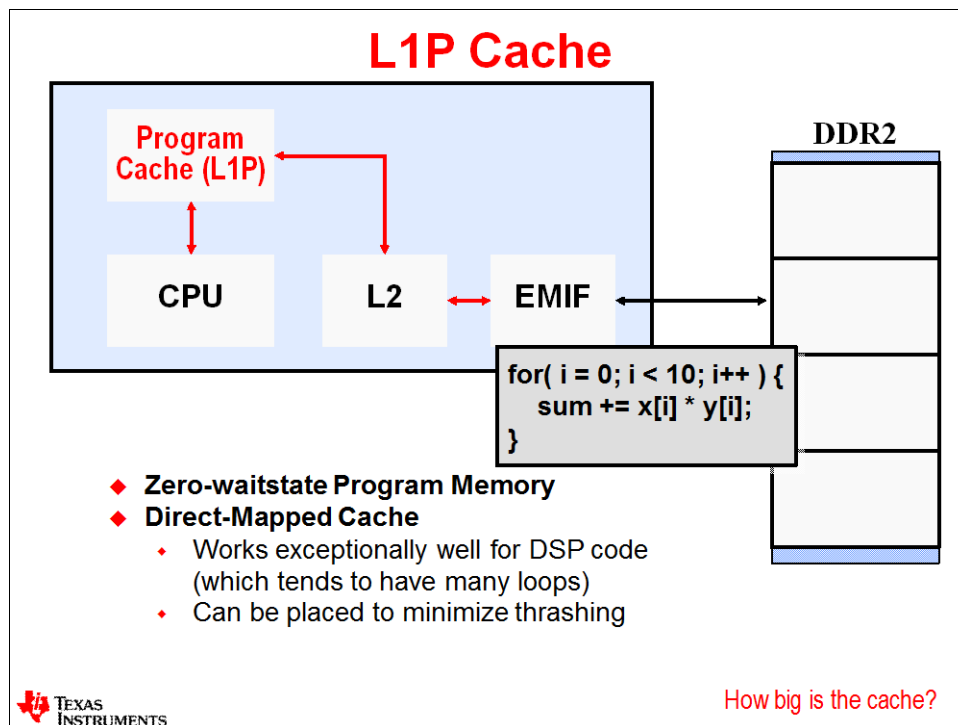 L1P Cache
Program
Cache (L1P)
DDR2
CPU
L2
EMIF
for( i = 0; i < 10; i++ ) {
sum += x[i] * y[i];
}
Zero-waitstate Program Memory
Direct-Mapped Cache
Works exceptionally well for DSP code
(which tends to have many loops)
Can be placed to minimize thrashing
TEXAS
INSTRUMENTS
How big is the cache?